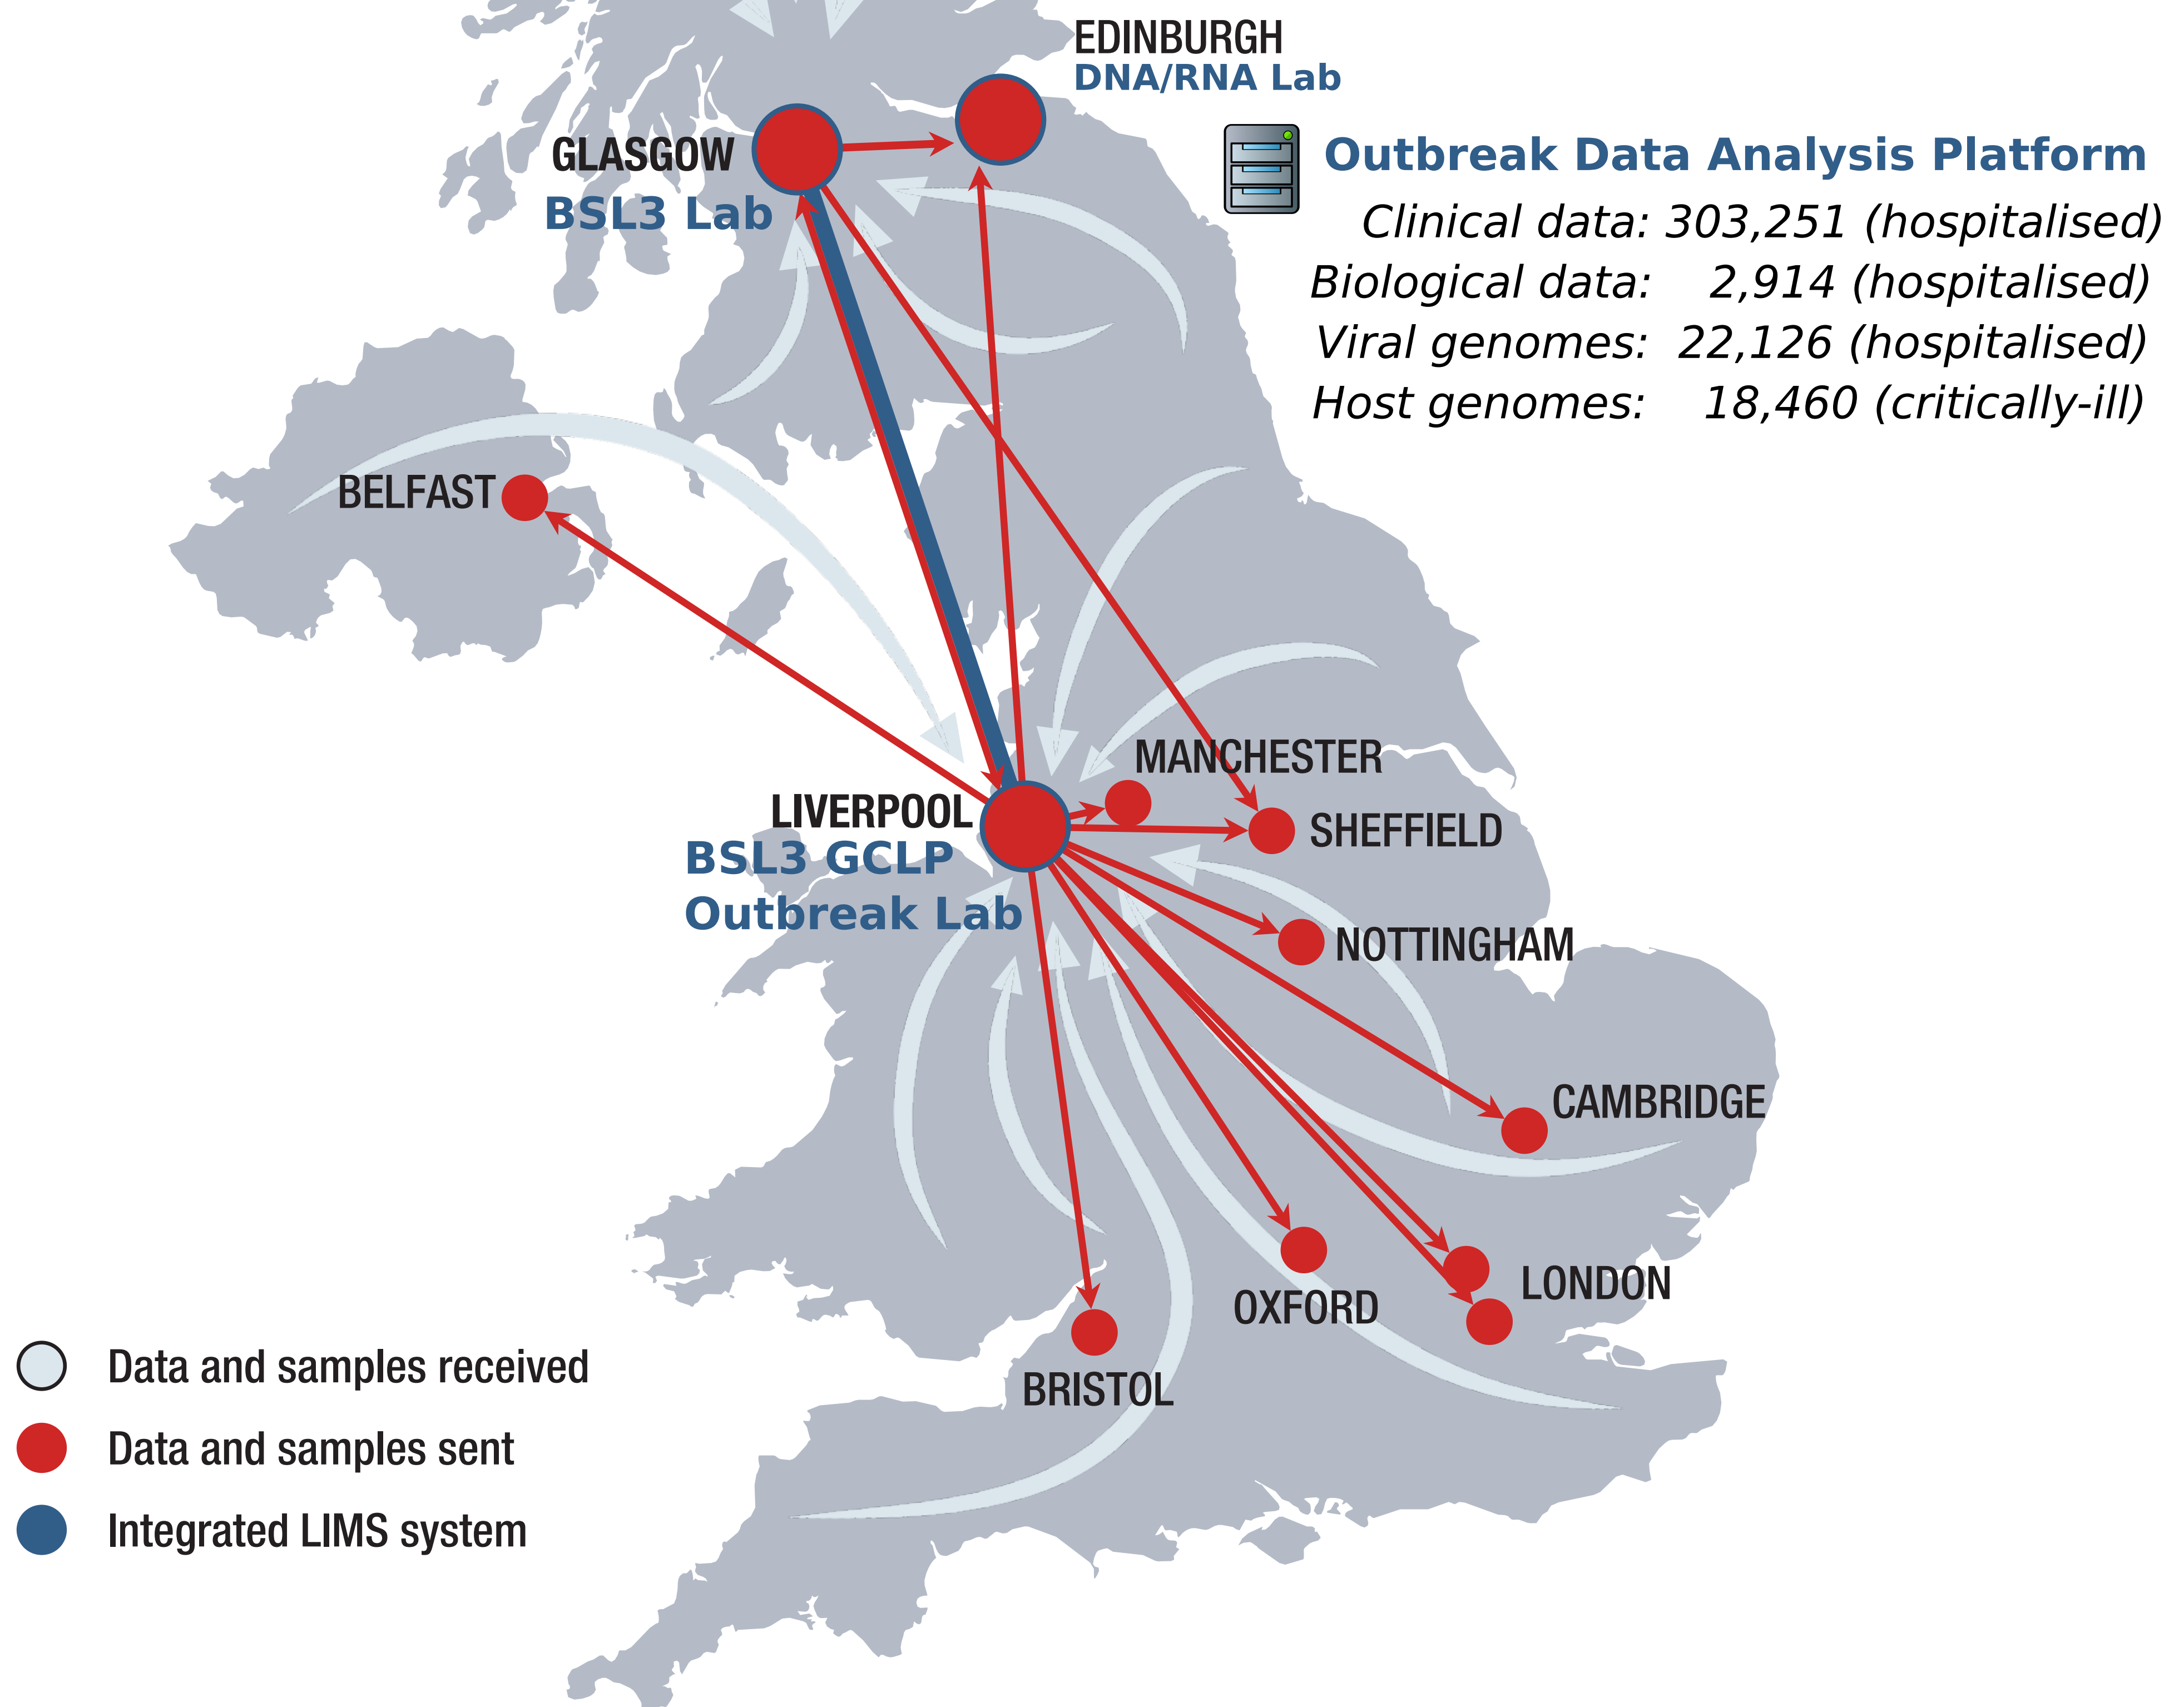 EDINBURGH
DNA/RNA Lab
GLASGOW
BSL3 Lab
Outbreak Data Analysis Platform
Clinical data: 303,251 (hospitalised)
Biological data: 2,914 (hospitalised)
Viral genomes: 22,126 (hospitalised)
Host genomes: 18,460 (critically-ill)
BELFAST
MANCHESTER
LIVERPOOL
BSL3 GCLP
Outbreak Lab
SHEFFIELD
NOTTINGHAM
CAMBRIDGE
LONDON
OXFORD
BRISTOL
Data and samples received
Data and samples sent
Integrated LIMS system